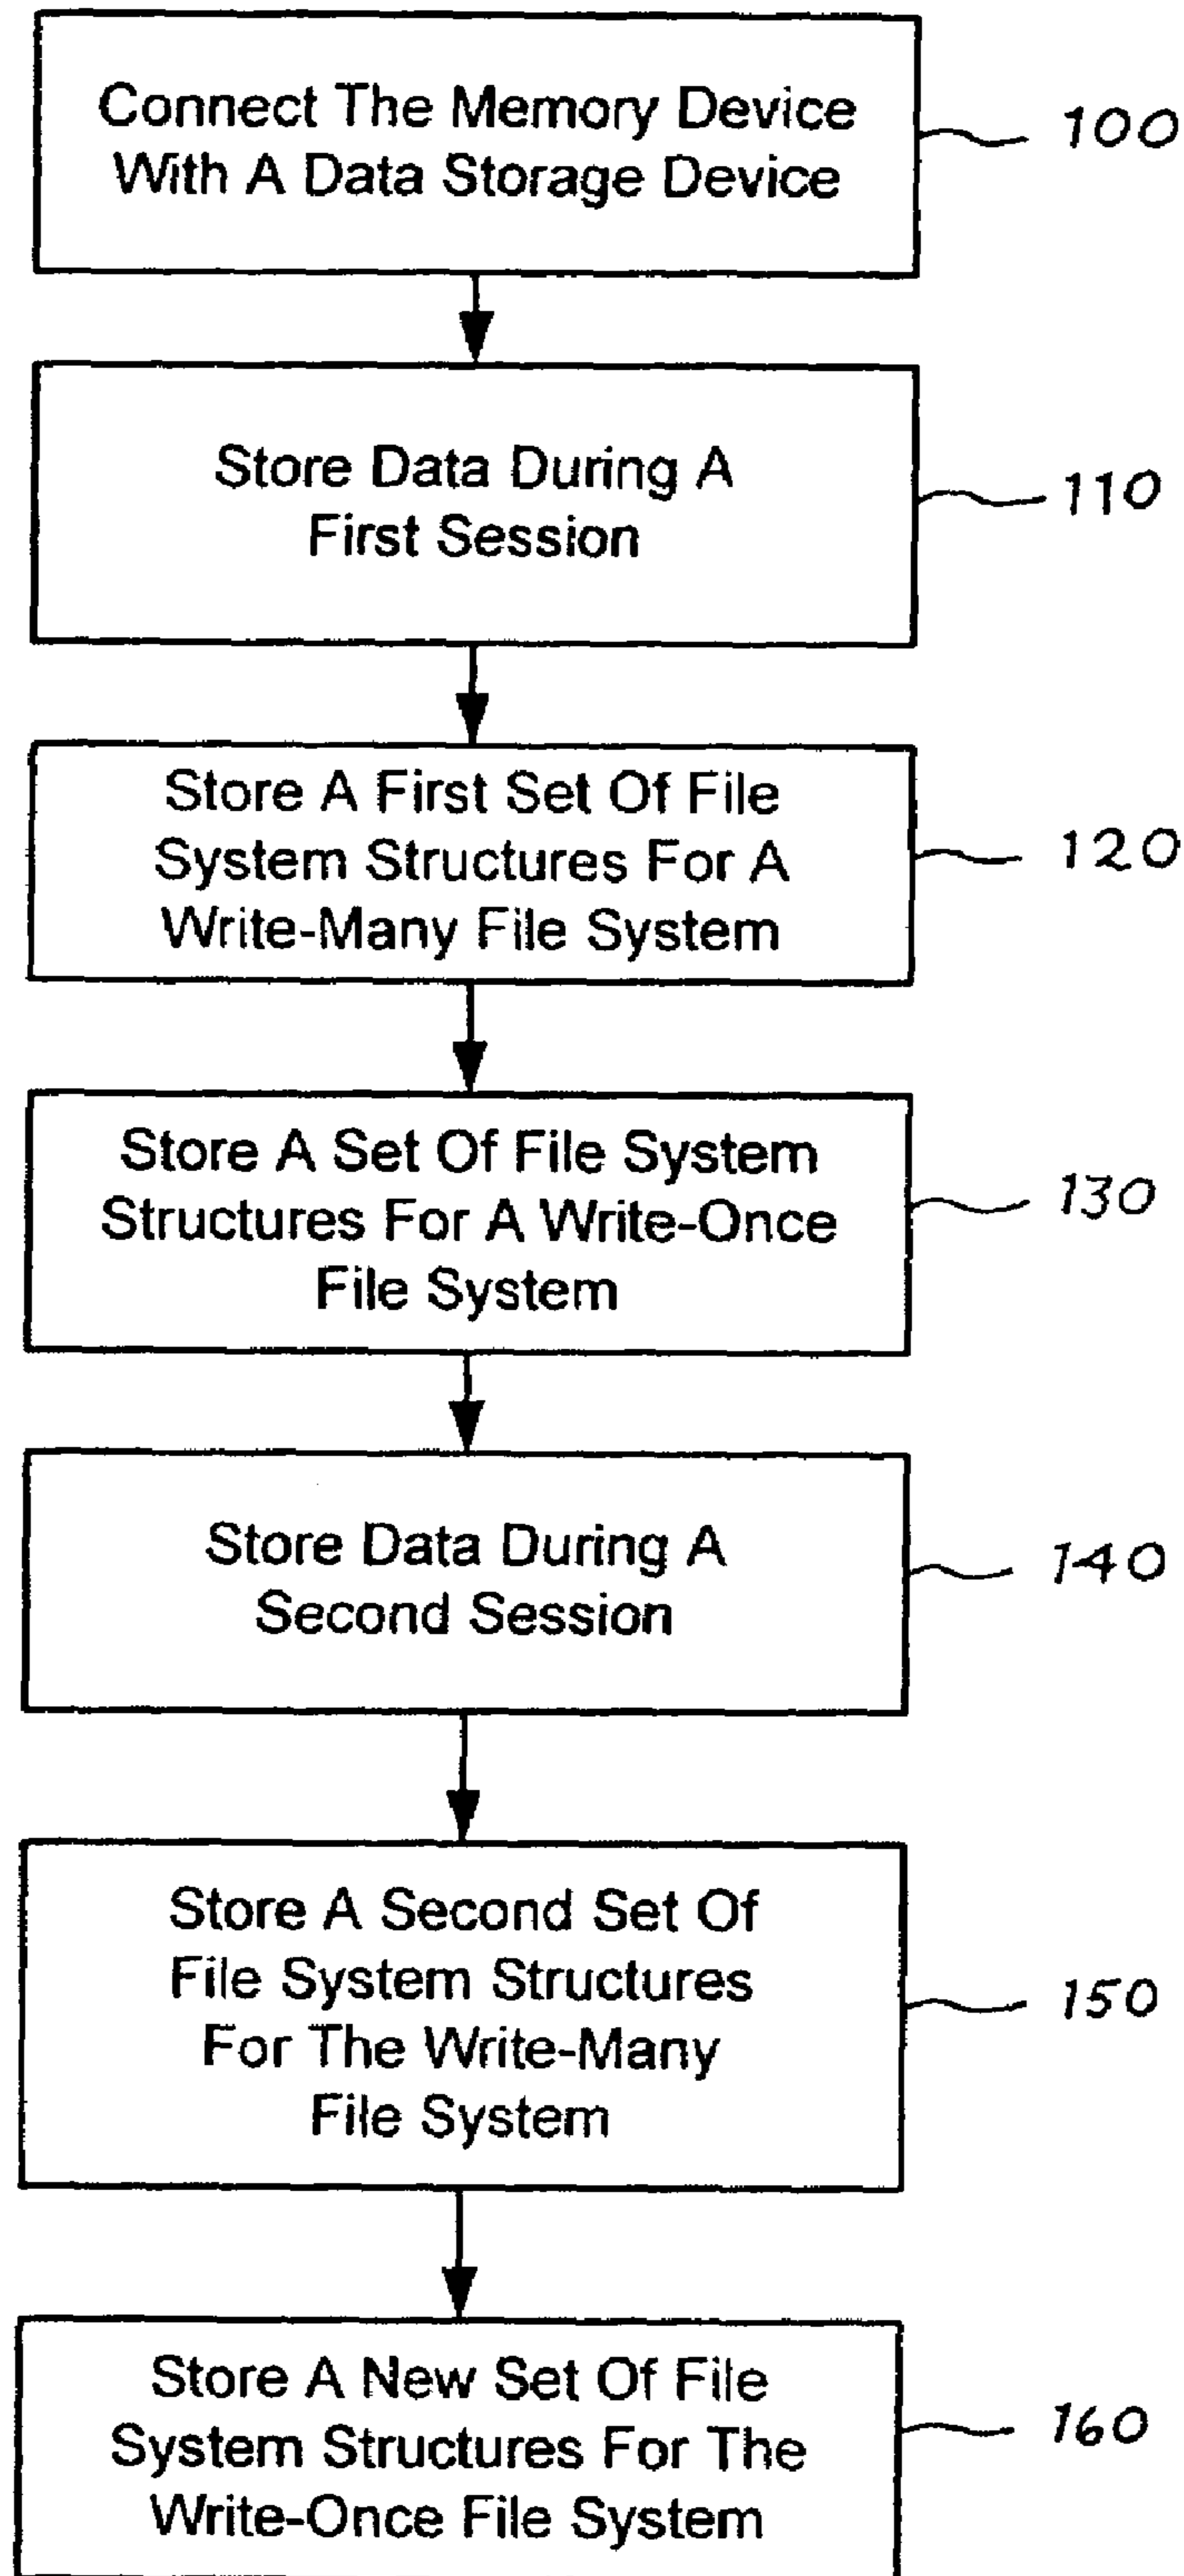 Connect The Memory Device
With A Data Storage Device
100
Store Data During A
First Session
110
Store A First Set Of File
System Structures For A
Write-Many File System
120
Store A Set Of File System
Structures For A Write-Once
File System
130
Store Data During A
Second Session
140
Store A Second Set Of
File System Structures
For The Write-Many
File System
150
Store A New Set Of File
System Structures For The
Write-Once File System
160